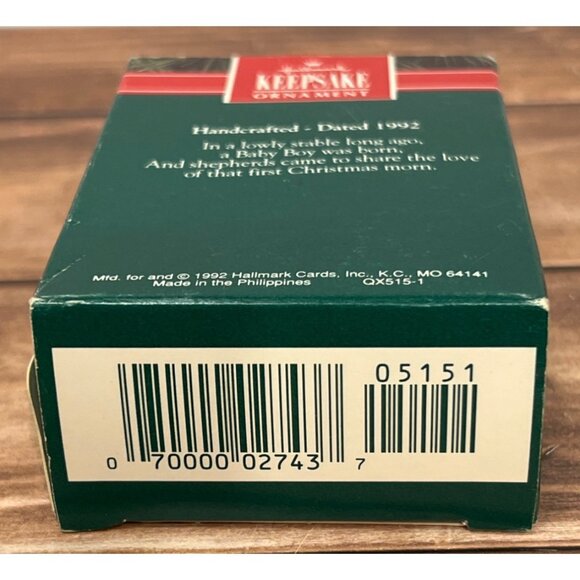 Hallmark
KEEPSAKE
ORNAMENT
Handcrafted - Dated 1992
In a lowly stable long ago,
a Baby Boy was born,
And shepherds came to share the love
of that first Christmas morn.
Mfd. for and © 1992 Hallmark Cards, Inc., K.C., MO 64141
Made in the Philippines QX515-1
05151
0 70000 02743 7